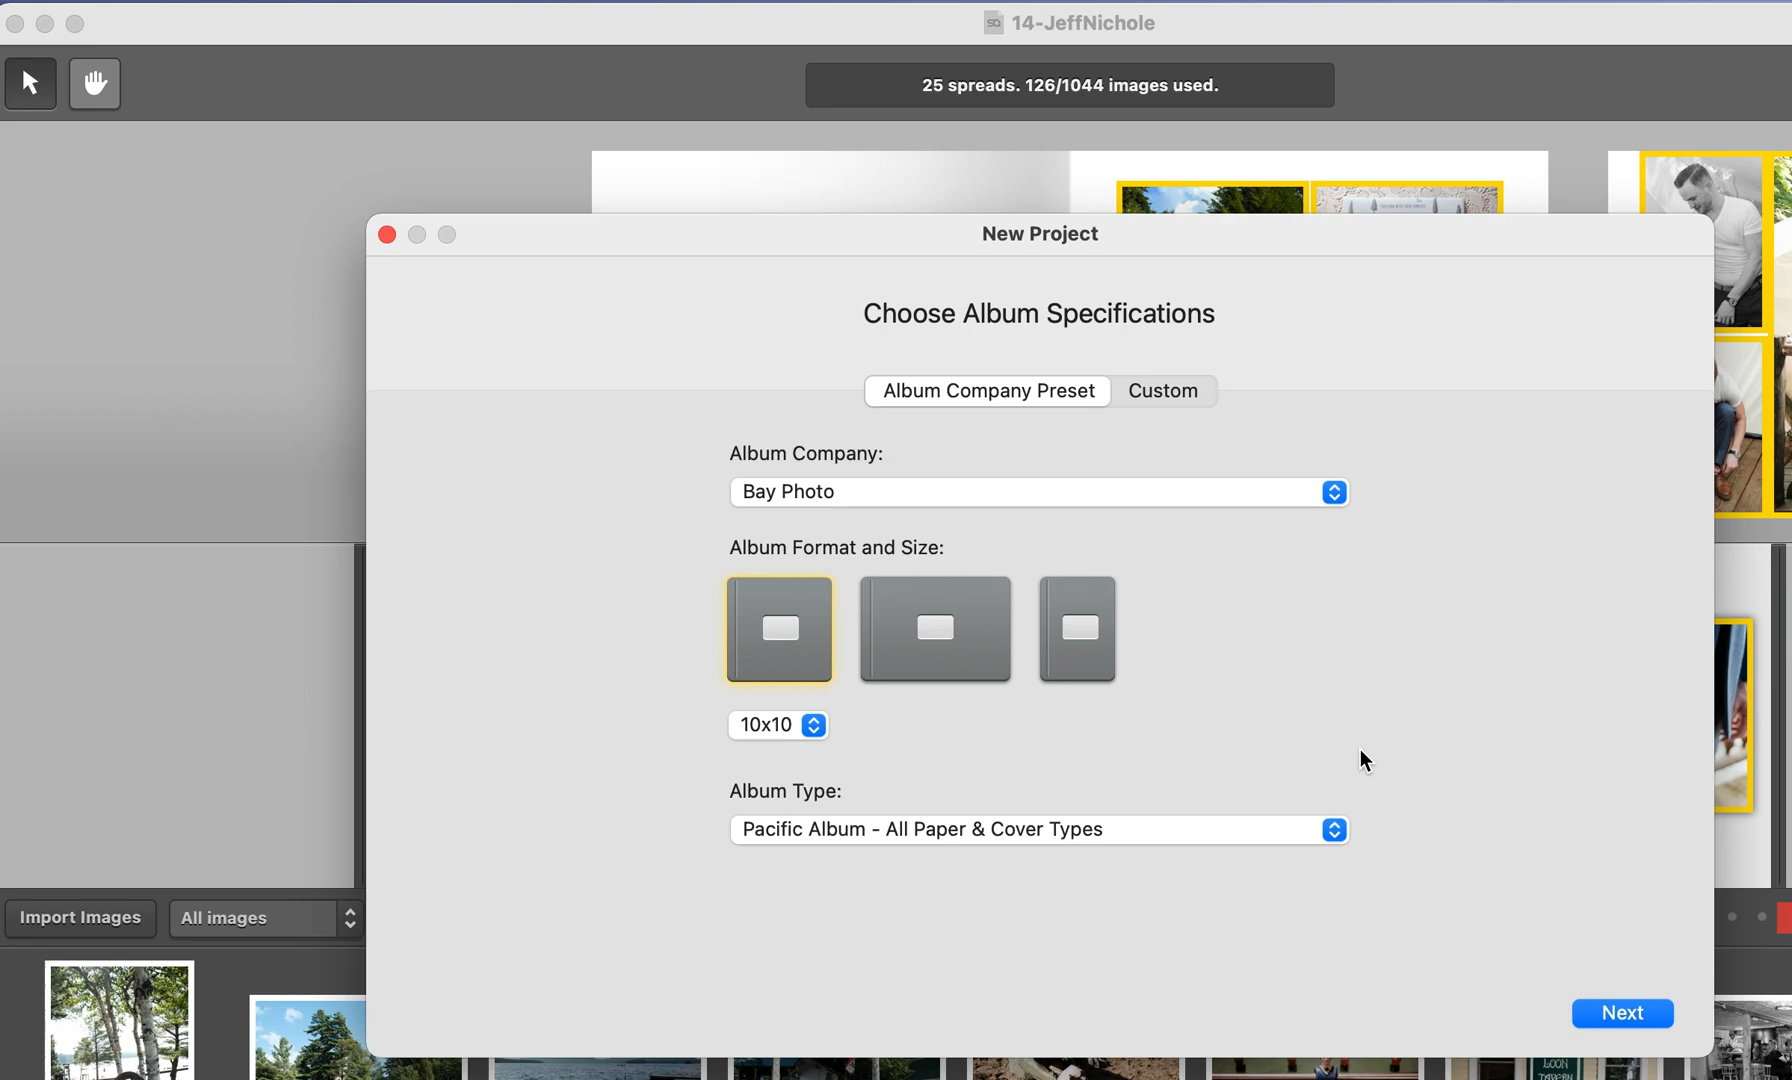 14-JeffNichole
25 spreads. 126/1044 images used.
New Project
Choose Album Specifications
Album Company Preset
Custom
Album Company:
Bay Photo
Album Format and Size:
10x10
Album Type:
Pacific Album - All Paper & Cover Types
Import Images
All images
Next
LOON
TAVERN